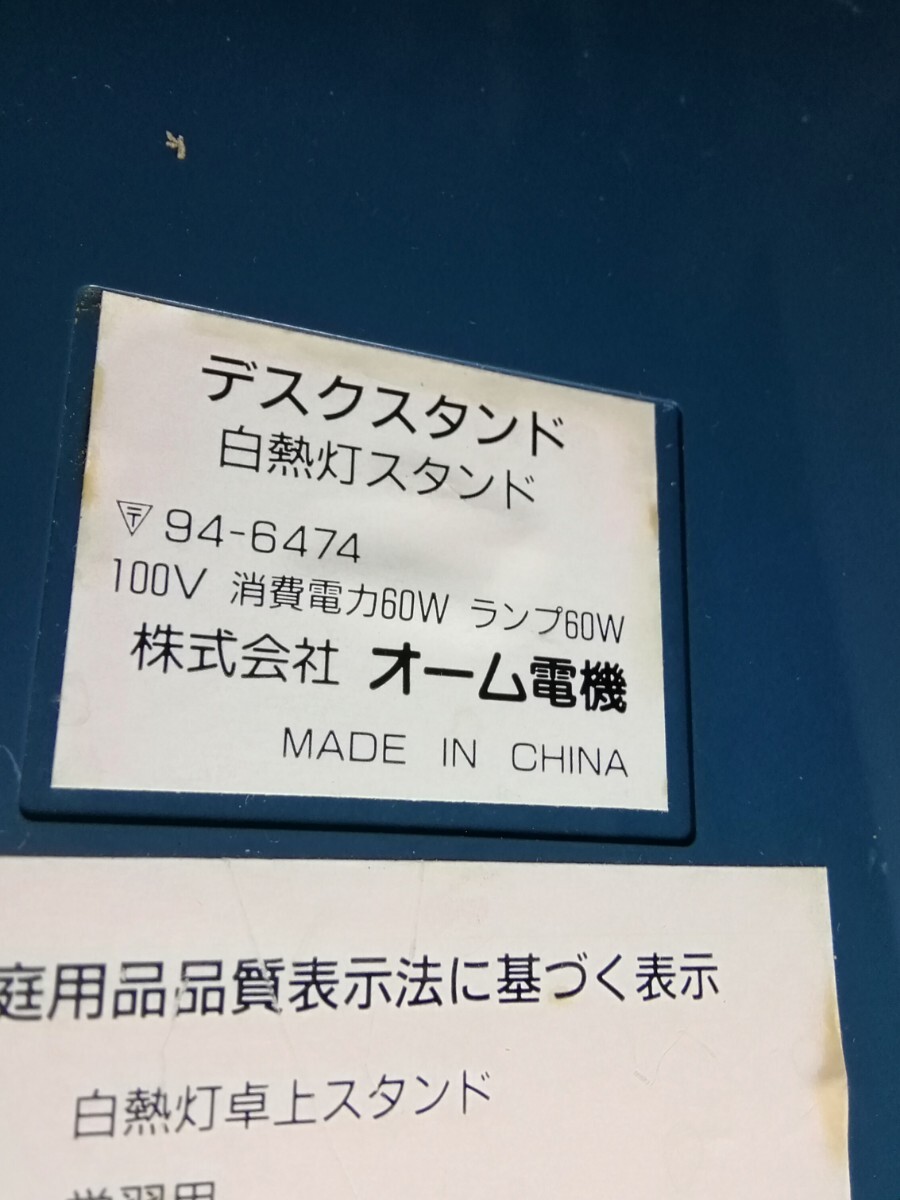 デスクスタンド
白熱灯スタンド
94-6474
100V 消費電力60W ランプ60W
株式会社 オーム電機
MADE IN CHINA
庭用品品質表示法に基づく表示
白熱灯卓上スタンド
学習用